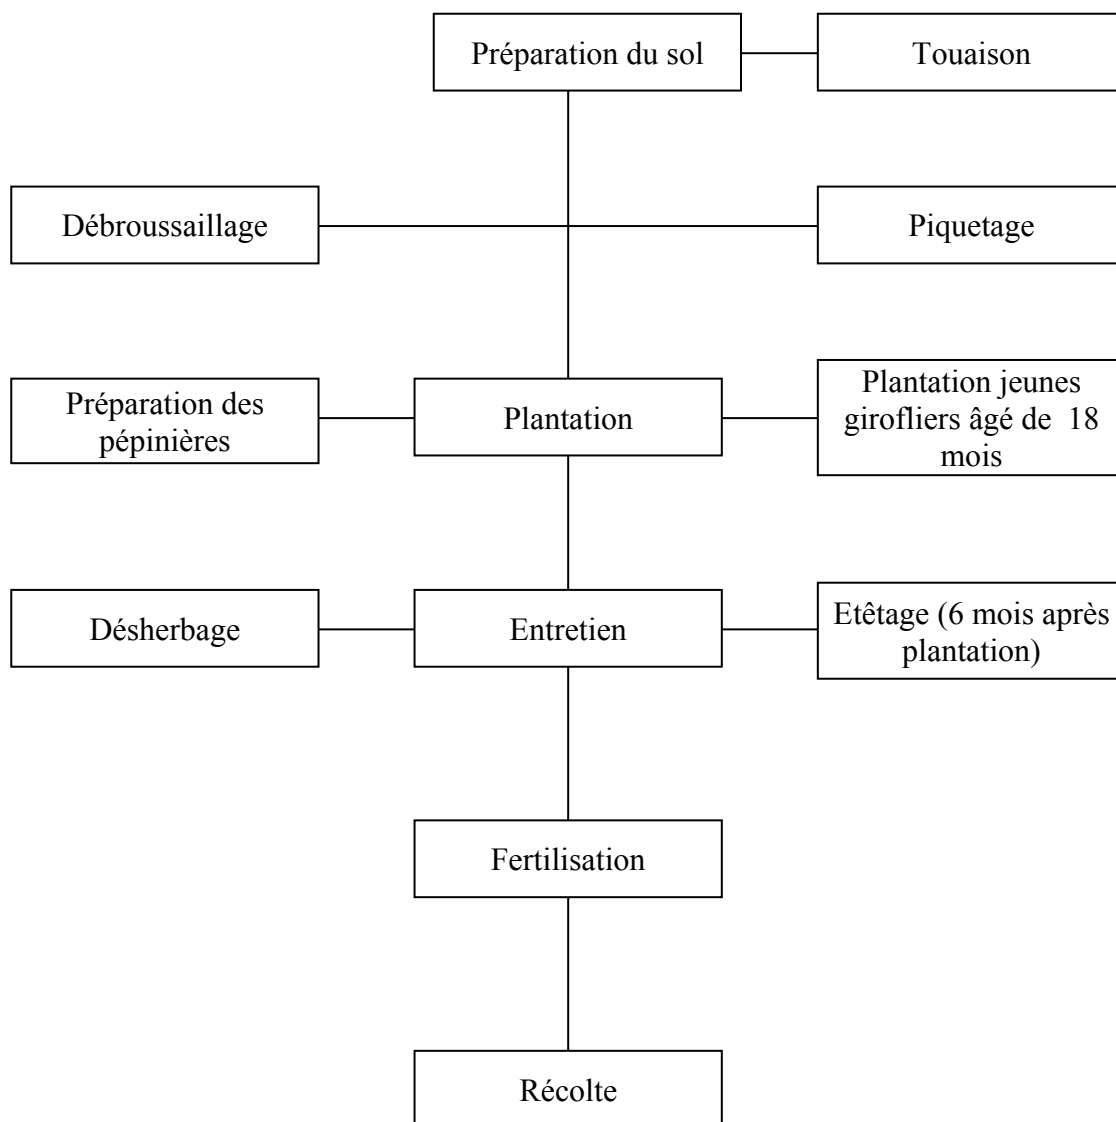 Préparation du sol
Touaison
Débroussaillage
Piquetage
Préparation des
pépinières
Plantation
Plantation jeunes
girofliers âgé de 18
mois
Désherbage
Entretien
Etêtage (6 mois après
plantation)
Fertilisation
Récolte